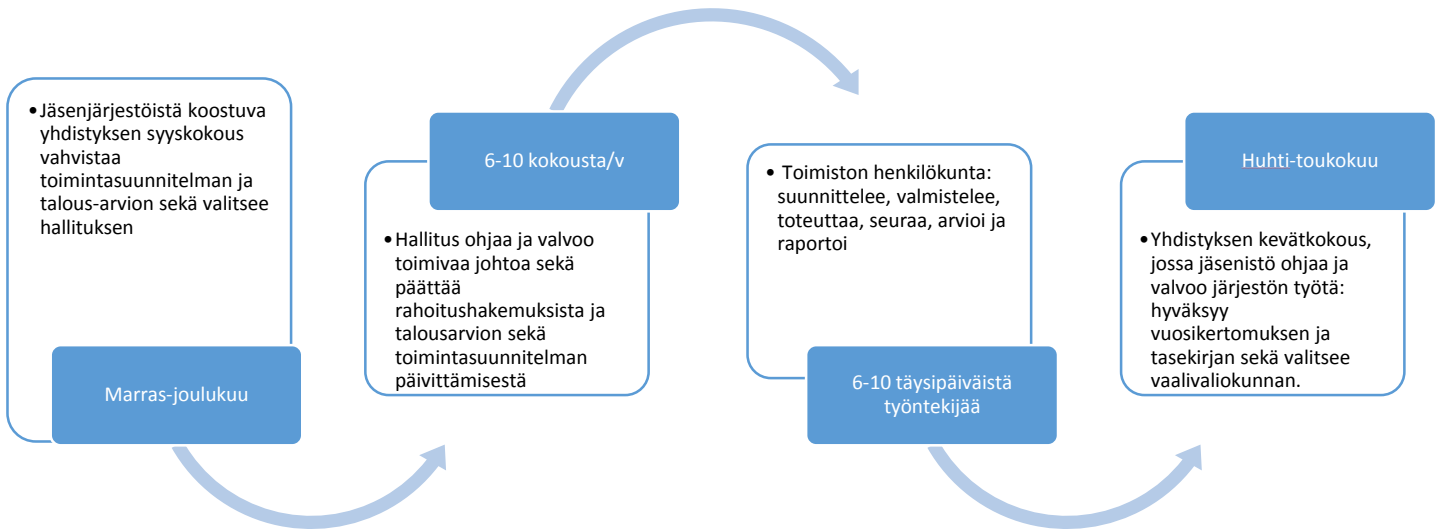 •Jäsenjärjestöistä koostuva
yhdistyksen syyskokous
vahvistaa
toimintasuunnitelman ja
talous-arvion sekä valitsee
hallituksen
Marras-joulukuu
6-10 kokousta/v
•Hallitus ohjaa ja valvoo
toimivaa johtoa sekä
päättää
rahoitushakemuksista ja
talousarvion sekä
toimintasuunnitelman
päivittämisestä
• Toimiston henkilökunta:
suunnittelee, valmistelee,
toteuttaa, seuraa, arvioi ja
raportoi
6-10 täysipäiväistä
työntekijää
Huhti-toukokuu
•Yhdistyksen kevätkokous,
jossa jäsenistö ohjaa ja
valvoo järjestön työtä:
hyväksyy
vuosikertomuksen ja
tasekirjan sekä valitsee
vaalivaliokunnan.